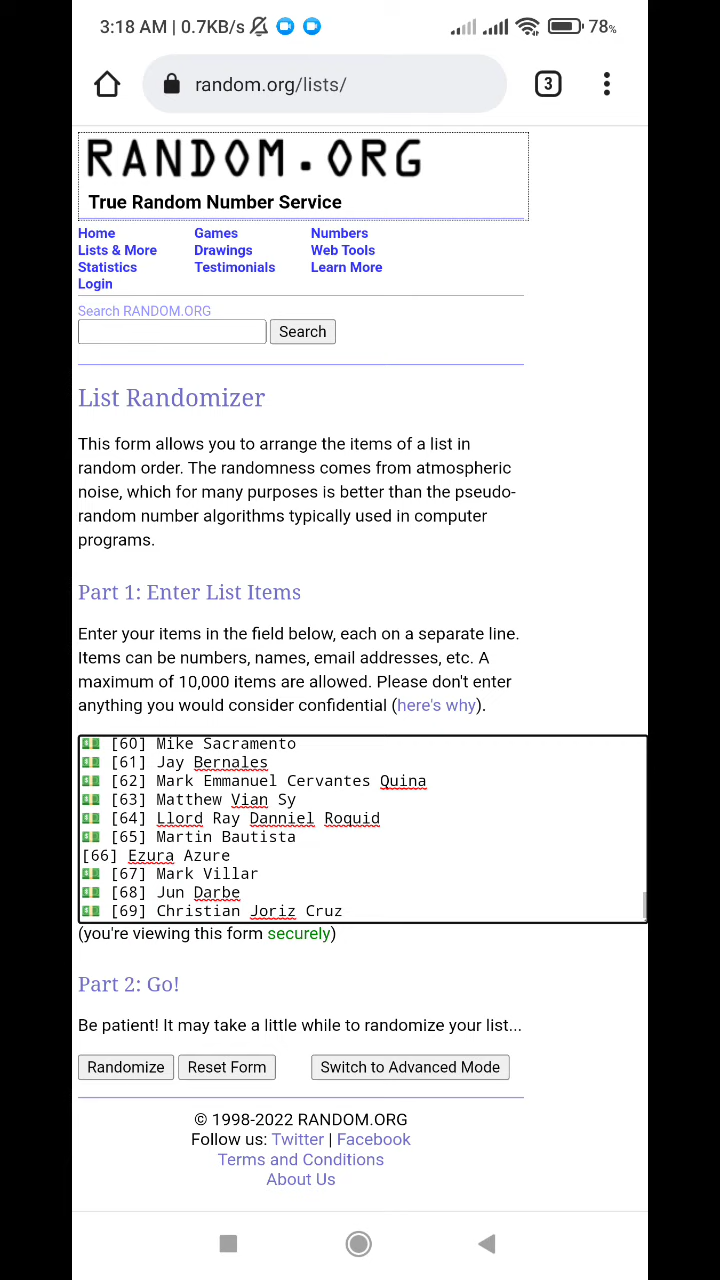 3:18 AM | 0.7KB/s 78%
random.org/lists/ 3
RANDOM.ORG
True Random Number Service
Home Games Numbers
Lists & More Drawings Web Tools
Statistics Testimonials Learn More
Login
Search RANDOM.ORG
Search
List Randomizer
This form allows you to arrange the items of a list in
random order. The randomness comes from atmospheric
noise, which for many purposes is better than the pseudo-
random number algorithms typically used in computer
programs.
Part 1: Enter List Items
Enter your items in the field below, each on a separate line.
Items can be numbers, names, email addresses, etc. A
maximum of 10,000 items are allowed. Please don't enter
anything you would consider confidential (here's why).
💵 [60] Mike Sacramento
💵 [61] Jay Bernales
💵 [62] Mark Emmanuel Cervantes Quina
💵 [63] Matthew Vian Sy
💵 [64] Llord Ray Danniel Roquid
💵 [65] Martin Bautista
[66] Ezura Azure
💵 [67] Mark Villar
💵 [68] Jun Darbe
💵 [69] Christian Joriz Cruz
(you're viewing this form securely)
Part 2: Go!
Be patient! It may take a little while to randomize your list...
Randomize Reset Form Switch to Advanced Mode
© 1998-2022 RANDOM.ORG
Follow us: Twitter | Facebook
Terms and Conditions
About Us